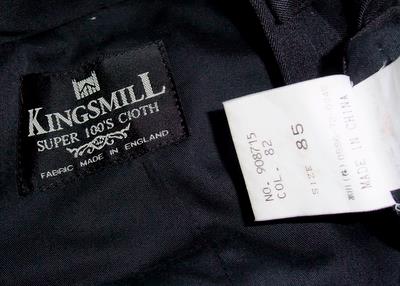 KINGSMILL
SUPER 100'S CLOTH
FABRIC MADE IN ENGLAND
NO. 908715
COL. 82
SIZE 85
MADE IN CHINA